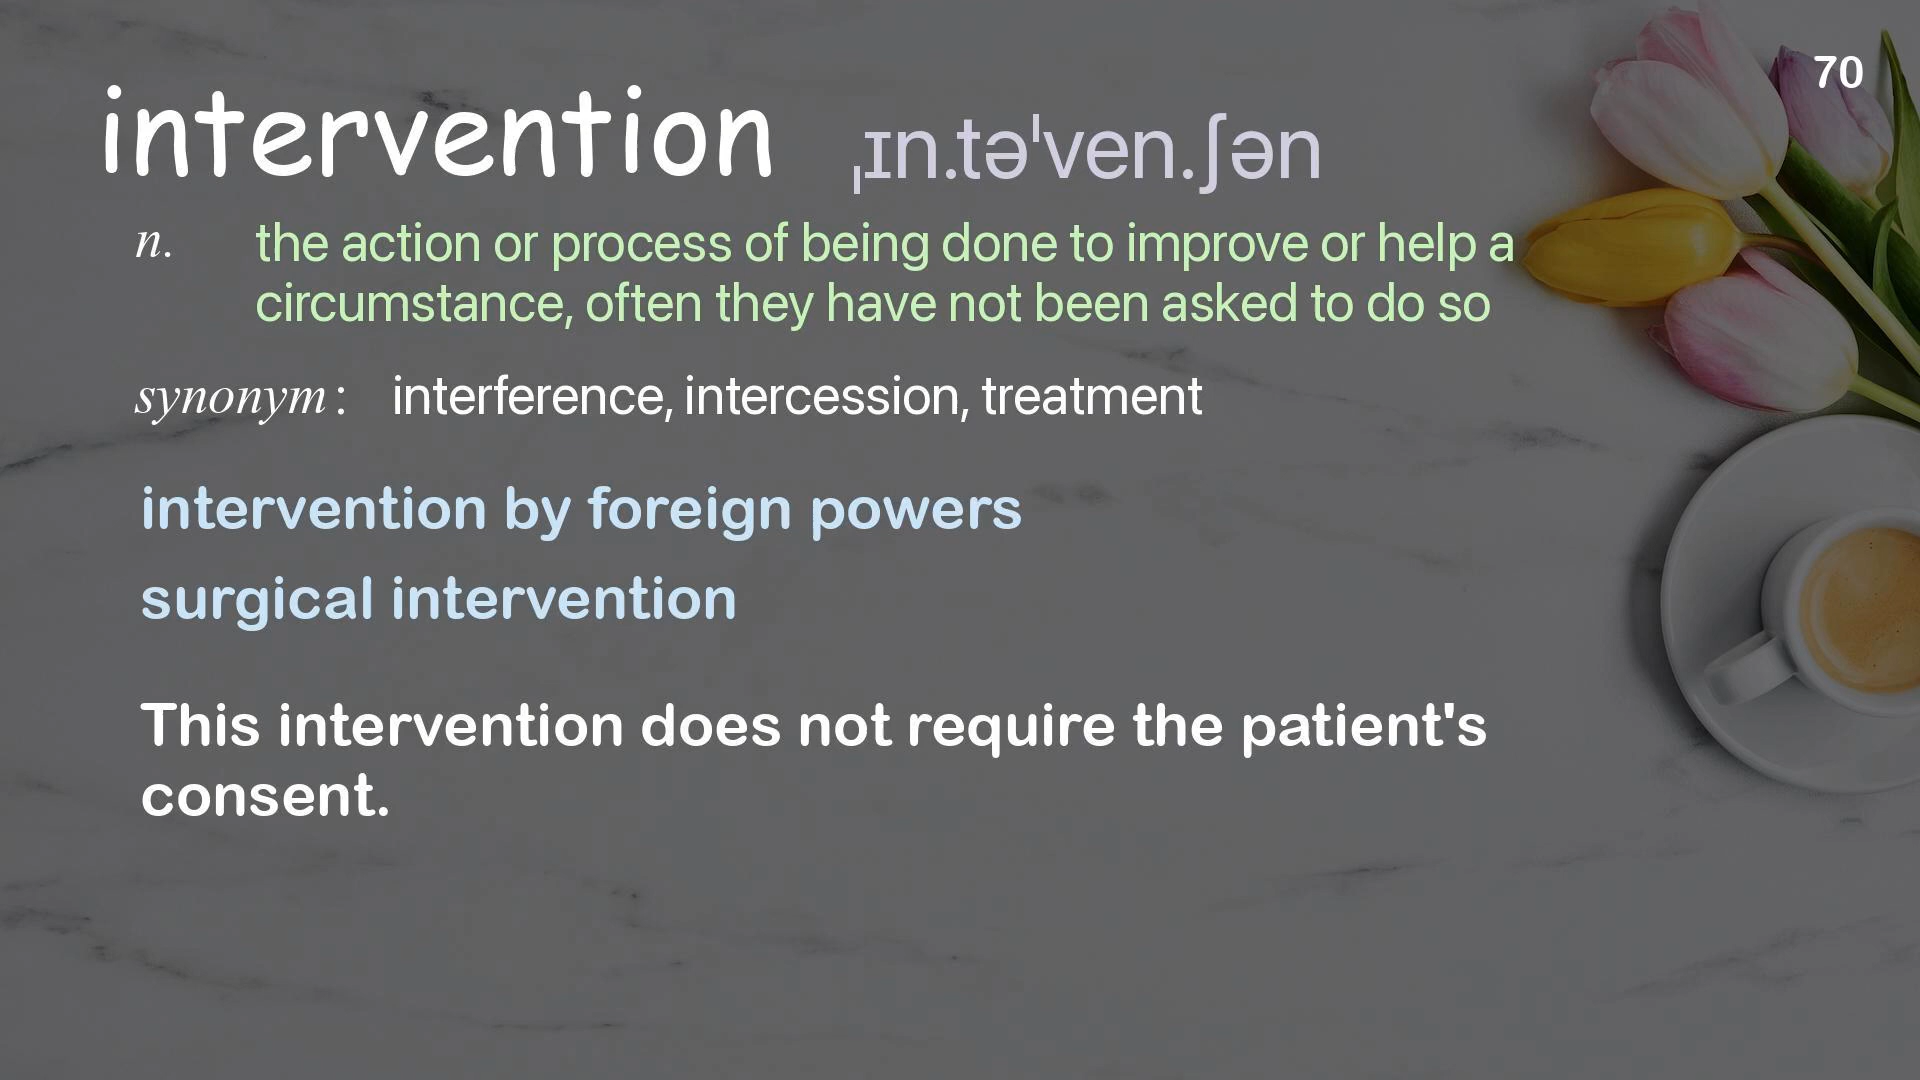 70
intervention ˌɪn.təˈven.ʃən
n. the action or process of being done to improve or help a
circumstance, often they have not been asked to do so
synonym : interference, intercession, treatment
intervention by foreign powers
surgical intervention
This intervention does not require the patient's
consent.